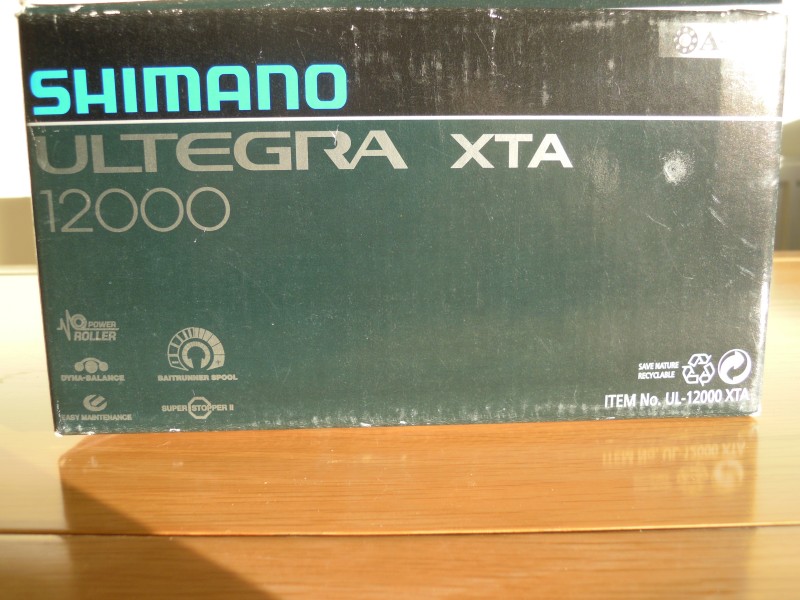 SHIMANO
ULTEGRA XTA
12000
POWER
ROLLER
DYNA-BALANCE
BAITRUNNER SPOOL
EASY MAINTENANCE
SUPER STOPPER II
SAVE NATURE
RECYCLABLE
ITEM No. UL-12000 XTA